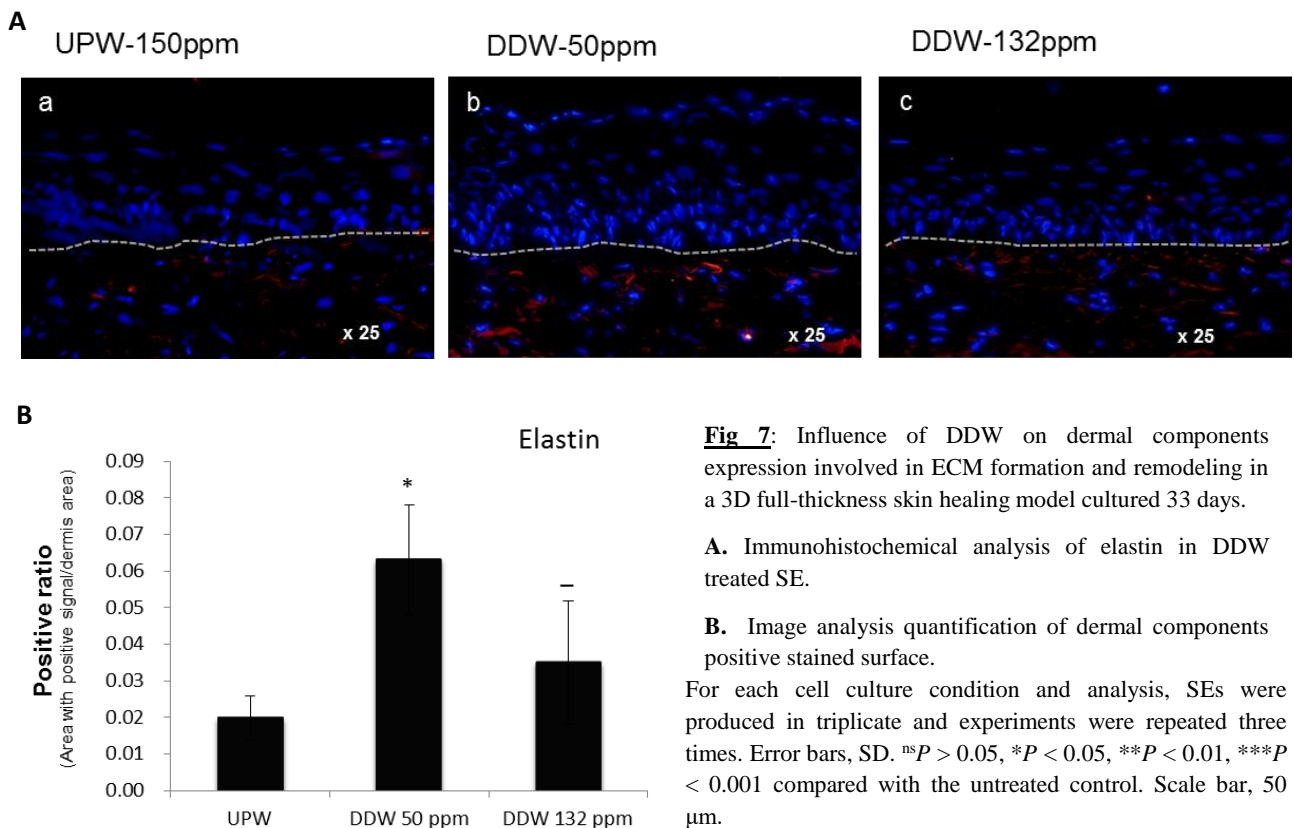 A
UPW-150ppm
DDW-50ppm
DDW-132ppm
a
b
c
x 25
x 25
x 25
B
Elastin
Positive ratio
(Area with positive signal/dermis area)
0.09
0.08
0.07
0.06
0.05
0.04
0.03
0.02
0.01
0.00
*
–
UPW
DDW 50 ppm
DDW 132 ppm
Fig 7: Influence of DDW on dermal components
expression involved in ECM formation and remodeling in
a 3D full-thickness skin healing model cultured 33 days.
A. Immunohistochemical analysis of elastin in DDW
treated SE.
B. Image analysis quantification of dermal components
positive stained surface.
For each cell culture condition and analysis, SEs were
produced in triplicate and experiments were repeated three
times. Error bars, SD. nsP > 0.05, *P < 0.05, **P < 0.01, ***P
< 0.001 compared with the untreated control. Scale bar, 50
μm.